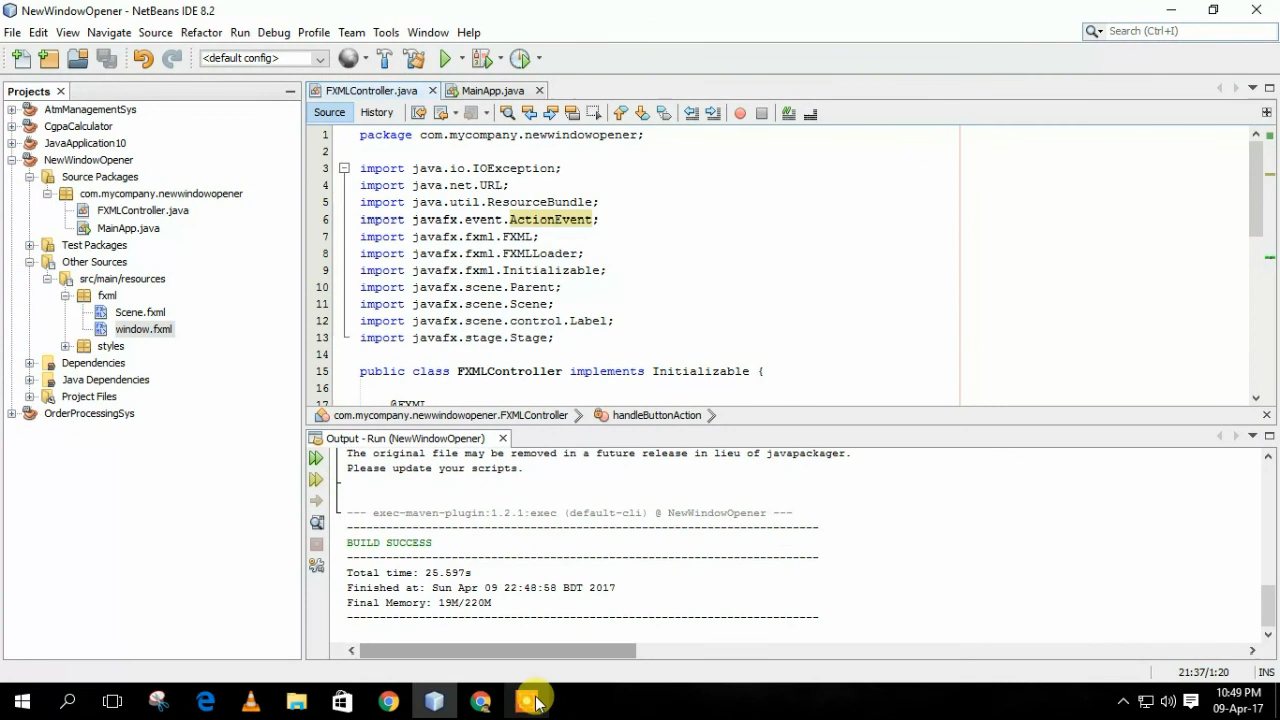 NewWindowOpener - NetBeans IDE 8.2
File Edit View Navigate Source Refactor Run Debug Profile Team Tools Window Help
Search (Ctrl+I)
<default config>
Projects
AtmManagementSys
CgpaCalculator
JavaApplication10
NewWindowOpener
Source Packages
com.mycompany.newwindowopener
FXMLController.java
MainApp.java
Test Packages
Other Sources
src/main/resources
fxml
Scene.fxml
window.fxml
styles
Dependencies
Java Dependencies
Project Files
OrderProcessingSys
FXMLController.java MainApp.java
Source History
1 package com.mycompany.newwindowopener;
2
3 import java.io.IOException;
4 import java.net.URL;
5 import java.util.ResourceBundle;
6 import javafx.event.ActionEvent;
7 import javafx.fxml.FXML;
8 import javafx.fxml.FXMLLoader;
9 import javafx.fxml.Initializable;
10 import javafx.scene.Parent;
11 import javafx.scene.Scene;
12 import javafx.scene.control.Label;
13 import javafx.stage.Stage;
14
15 public class FXMLController implements Initializable {
16
17 @FXML
com.mycompany.newwindowopener.FXMLController handleButtonAction
Output - Run (NewWindowOpener)
The original file may be removed in a future release in lieu of javapackager.
Please update your scripts.
--- exec-maven-plugin:1.2.1:exec (default-cli) @ NewWindowOpener ---
------------------------------------------------------------------------
BUILD SUCCESS
------------------------------------------------------------------------
Total time: 25.597s
Finished at: Sun Apr 09 22:48:58 BDT 2017
Final Memory: 19M/220M
------------------------------------------------------------------------
21:37/1:20 INS
10:49 PM
09-Apr-17